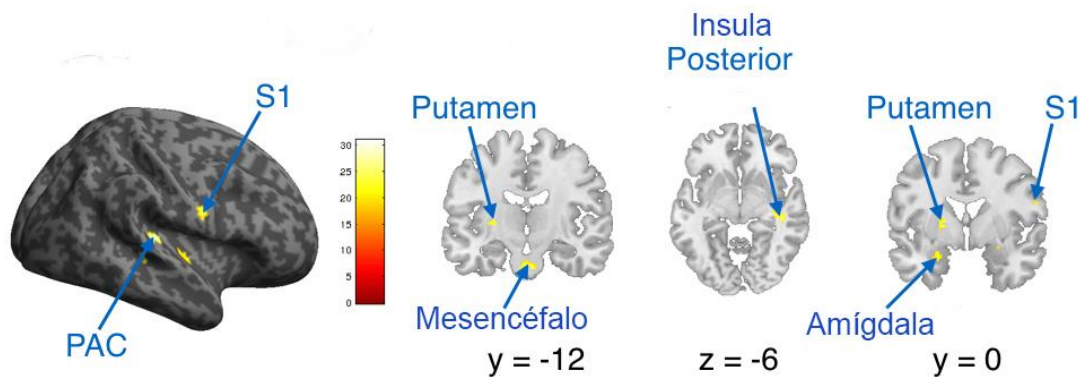 S1
PAC
30
25
20
15
10
5
0
Putamen
Mesencéfalo
y = -12
Insula
Posterior
z = -6
Putamen
S1
Amígdala
y = 0